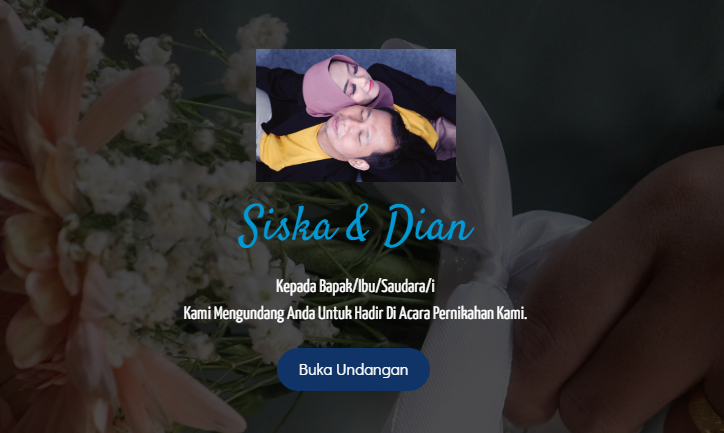 Siska & Dian
Kepada Bapak/Ibu/Saudara/i
Kami Mengundang Anda Untuk Hadir Di Acara Pernikahan Kami.
Buka Undangan